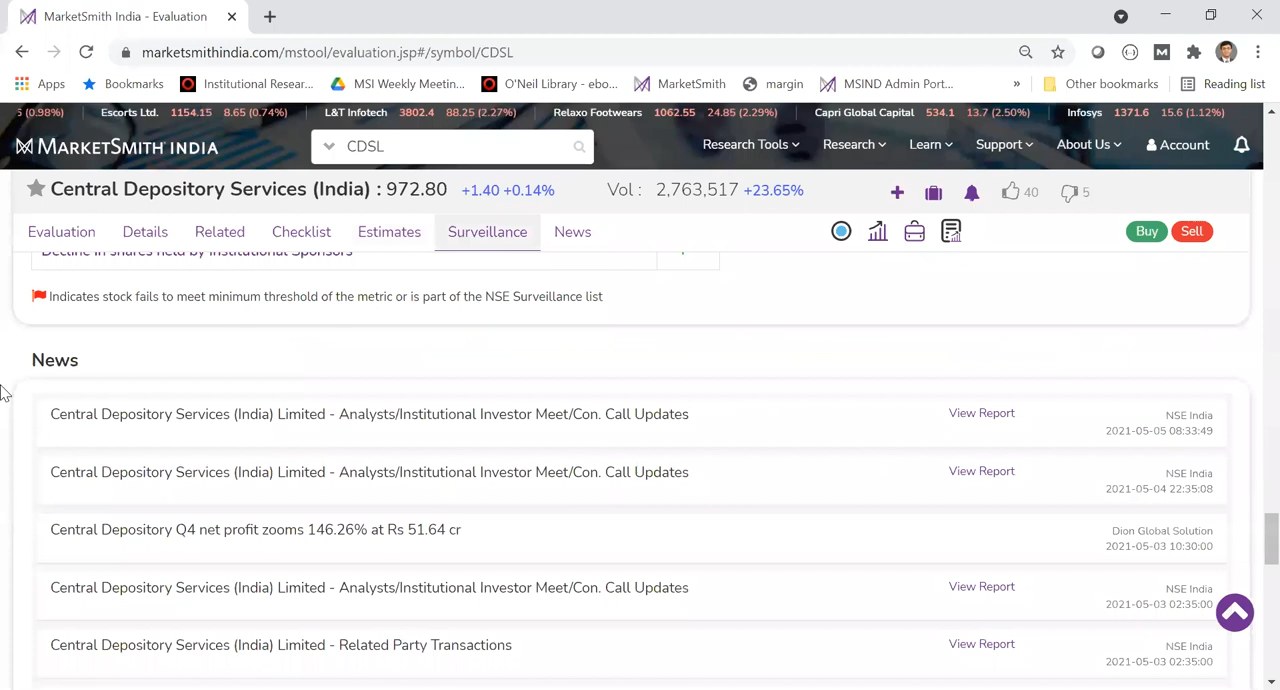 MarketSmith India - Evaluation
marketsmithindia.com/mstool/evaluation.jsp#/symbol/CDSL
Apps Bookmarks Institutional Resear... MSI Weekly Meetin... O'Neil Library - ebo... MarketSmith margin MSIND Admin Port... » Other bookmarks Reading list
5 (0.98%) Escorts Ltd. 1154.15 8.65 (0.74%) L&T Infotech 3802.4 88.25 (2.27%) Relaxo Footwears 1062.55 24.85 (2.29%) Capri Global Capital 534.1 13.7 (2.50%) Infosys 1371.6 15.6 (1.12%)
MARKETSMITH INDIA CDSL Research Tools Research Learn Support About Us Account
Central Depository Services (India) : 972.80 +1.40 +0.14% Vol : 2,763,517 +23.65% 40 5
Evaluation Details Related Checklist Estimates Surveillance News Buy Sell
Decline in shares held by Institutional Sponsors
Indicates stock fails to meet minimum threshold of the metric or is part of the NSE Surveillance list
News
Central Depository Services (India) Limited - Analysts/Institutional Investor Meet/Con. Call Updates View Report NSE India
2021-05-05 08:33:49
Central Depository Services (India) Limited - Analysts/Institutional Investor Meet/Con. Call Updates View Report NSE India
2021-05-04 22:35:08
Central Depository Q4 net profit zooms 146.26% at Rs 51.64 cr Dion Global Solution
2021-05-03 10:30:00
Central Depository Services (India) Limited - Analysts/Institutional Investor Meet/Con. Call Updates View Report NSE India
2021-05-03 02:35:00
Central Depository Services (India) Limited - Related Party Transactions View Report NSE India
2021-05-03 02:35:00